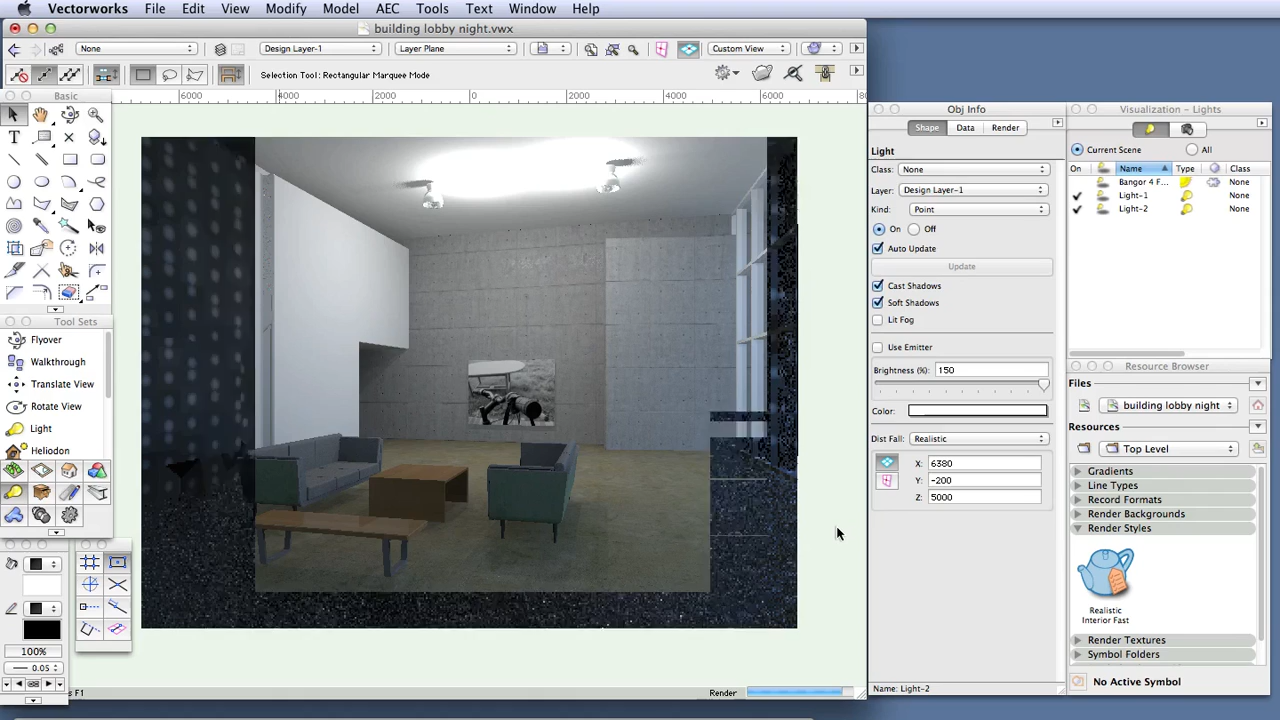 Vectorworks File Edit View Modify Model AEC Tools Text Window Help
building lobby night.vwx
None Design Layer-1 Layer Plane Custom View
Selection Tool: Rectangular Marquee Mode
Basic
6000 4000 2000 0 2000 4000 6000 80
Tool Sets
Flyover
Walkthrough
Translate View
Rotate View
Light
Heliodon
100%
0.05
s F1
Render
Obj Info
Shape Data Render
Light
Class: None
Layer: Design Layer-1
Kind: Point
On Off
Auto Update
Update
Cast Shadows
Soft Shadows
Lit Fog
Use Emitter
Brightness (%): 150
Color:
Dist Fall: Realistic
X: 6380
Y: -200
Z: 5000
Name: Light-2
Visualization - Lights
Current Scene All
On Name Type Class
Bangor 4 F... None
Light-1 None
Light-2 None
Resource Browser
Files
building lobby night
Resources
Top Level
Gradients
Line Types
Record Formats
Render Backgrounds
Render Styles
Realistic
Interior Fast
Render Textures
Symbol Folders
No Active Symbol